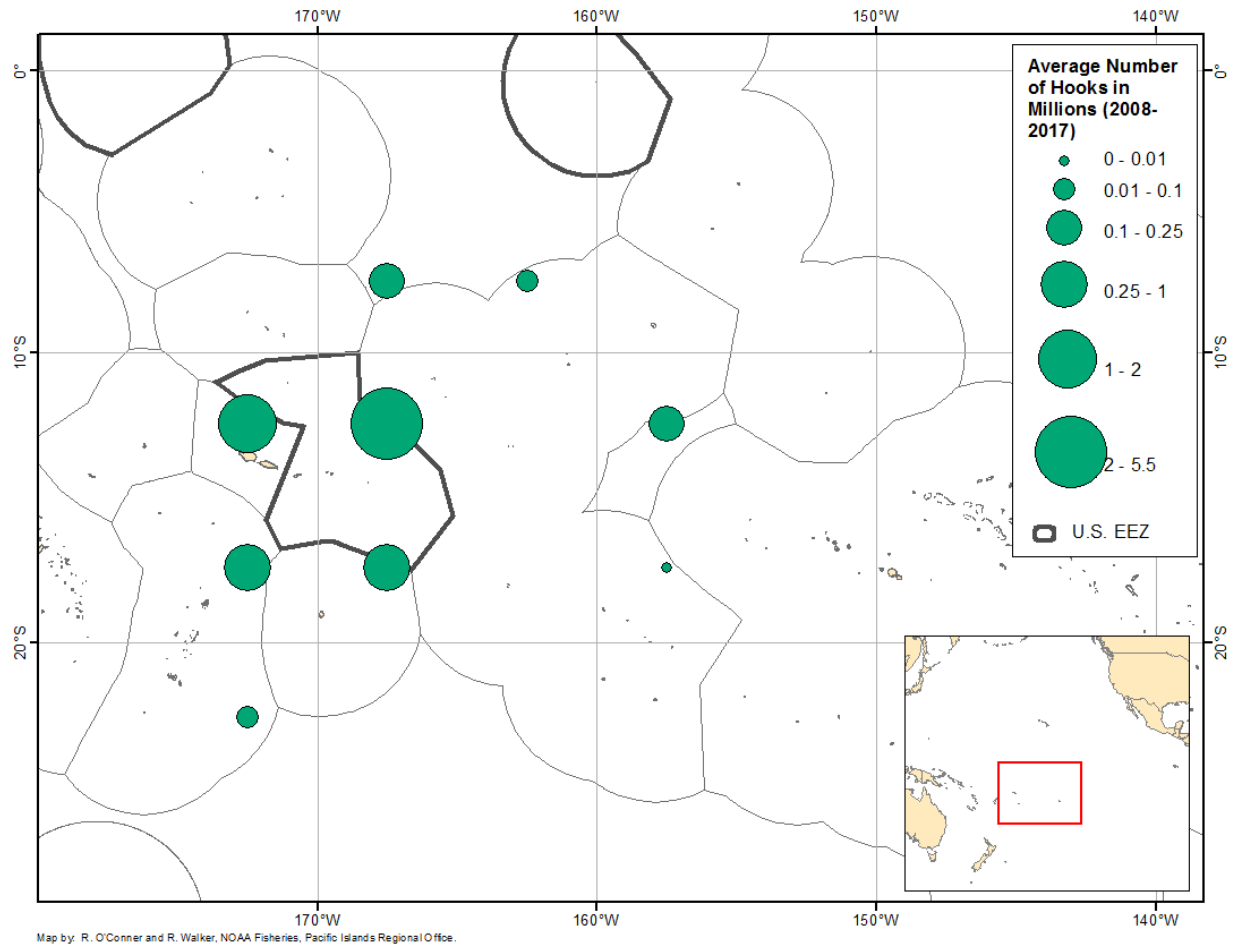 170°W 160°W 150°W 140°W
0° 0°
Average Number
of Hooks in
Millions (2008-
2017)
0 - 0.01
0.01 - 0.1
0.1 - 0.25
0.25 - 1
1 - 2
2 - 5.5
U.S. EEZ
10°S 10°S
20°S 20°S
170°W 160°W 150°W 140°W
Map by: R. O'Conner and R. Walker, NOAA Fisheries, Pacific Islands Regional Office.